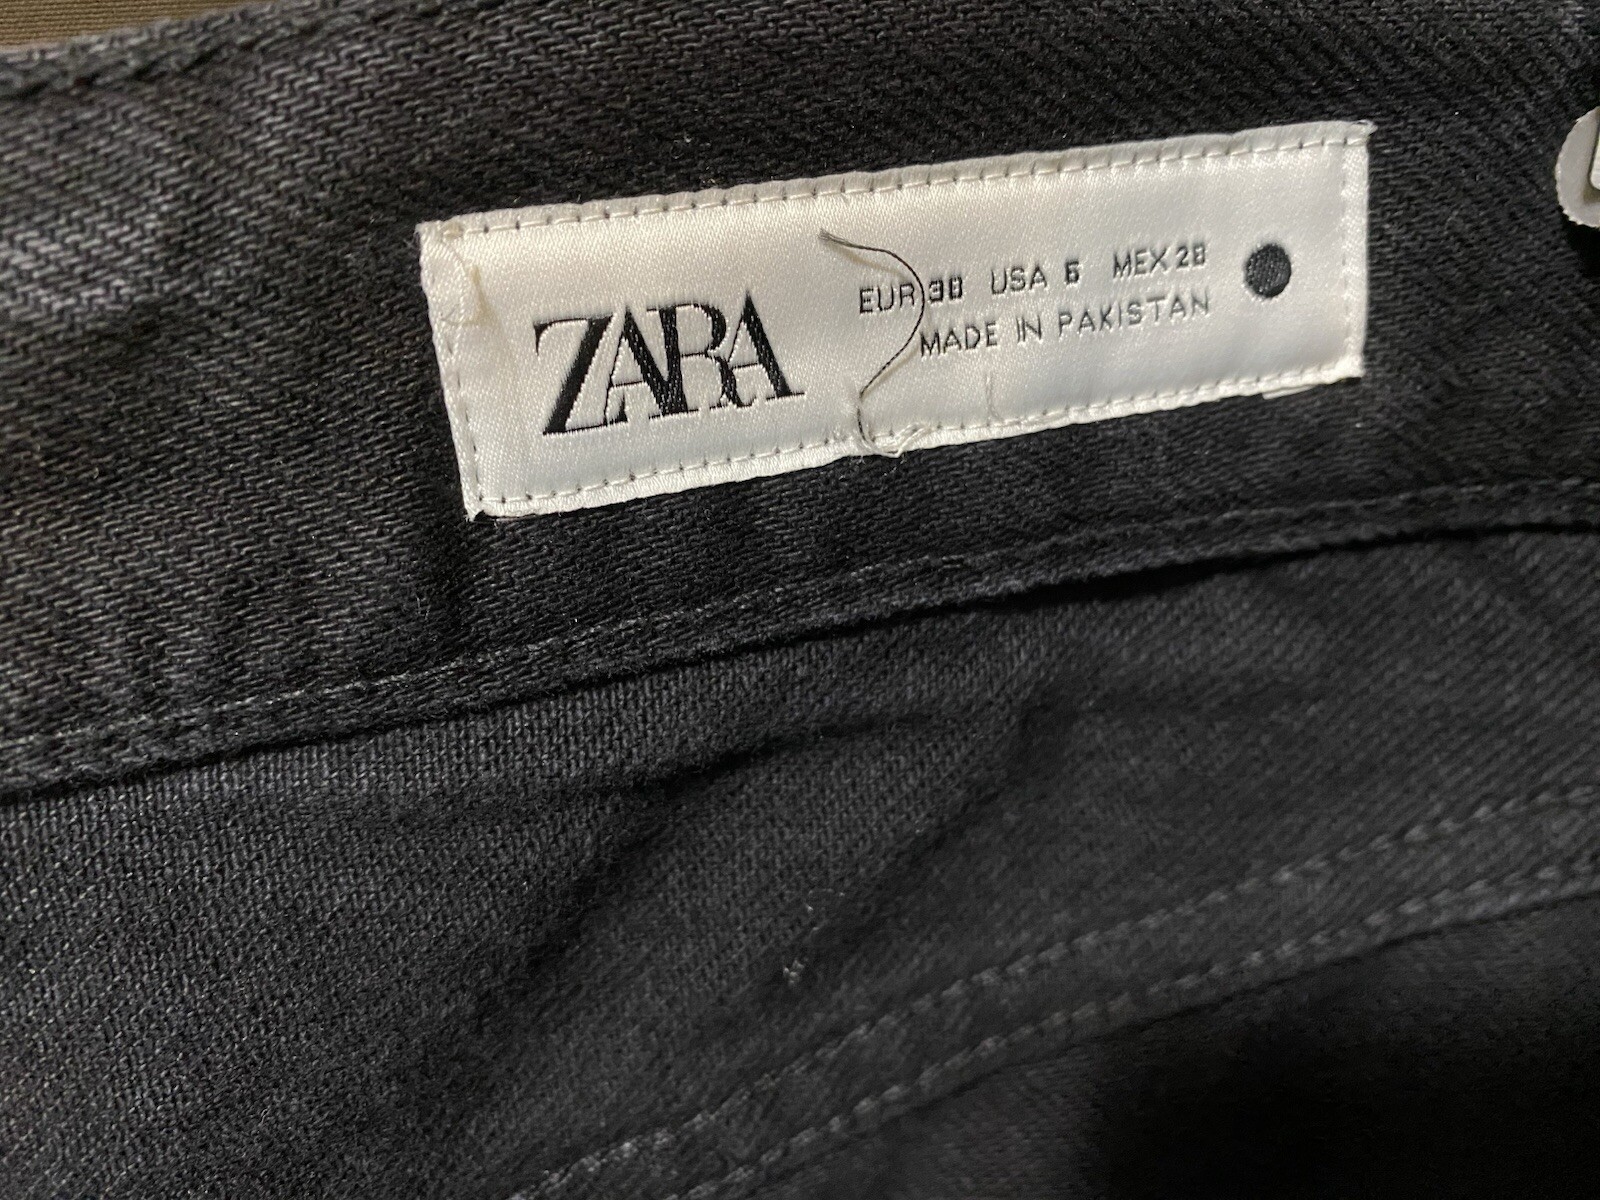 ZARA
EUR 38 USA 6 MEX 28
MADE IN PAKISTAN